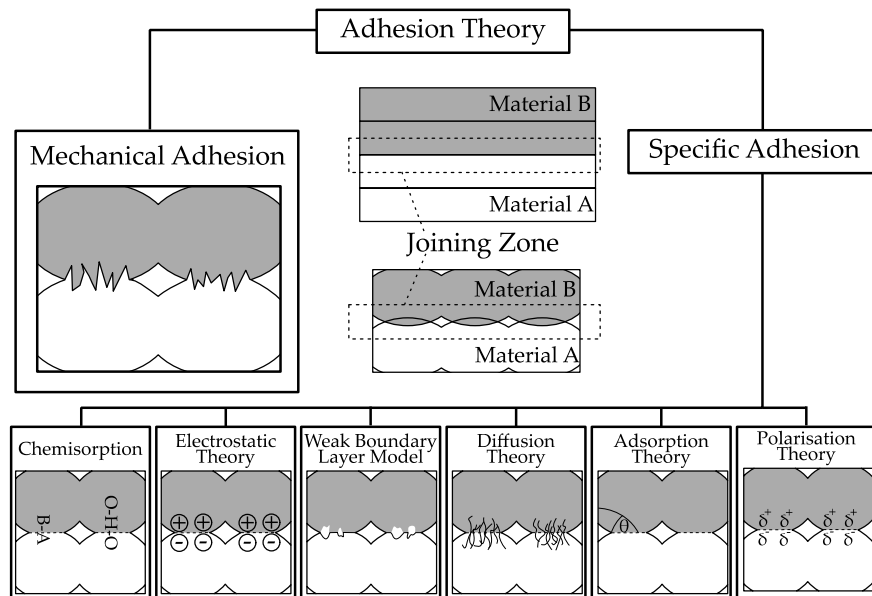 Adhesion Theory
Mechanical Adhesion
Material B
Material A
Joining Zone
Material B
Material A
Specific Adhesion
Chemisorption
B-A
O-H-O
Electrostatic
Theory
+ + + +
- - - -
Weak Boundary
Layer Model
Diffusion
Theory
Adsorption
Theory
θ
Polarisation
Theory
δ⁺ δ⁺ δ⁺ δ⁺
δ⁻ δ⁻ δ⁻ δ⁻